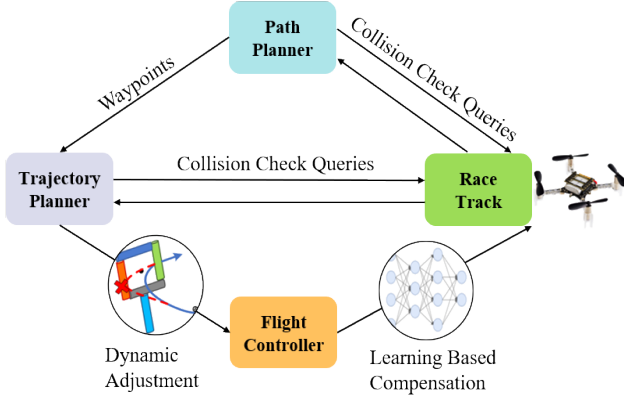 Path
Planner
Collision Check Queries
Waypoints
Collision Check Queries
Trajectory
Planner
Race
Track
Flight
Controller
Dynamic
Adjustment
Learning Based
Compensation